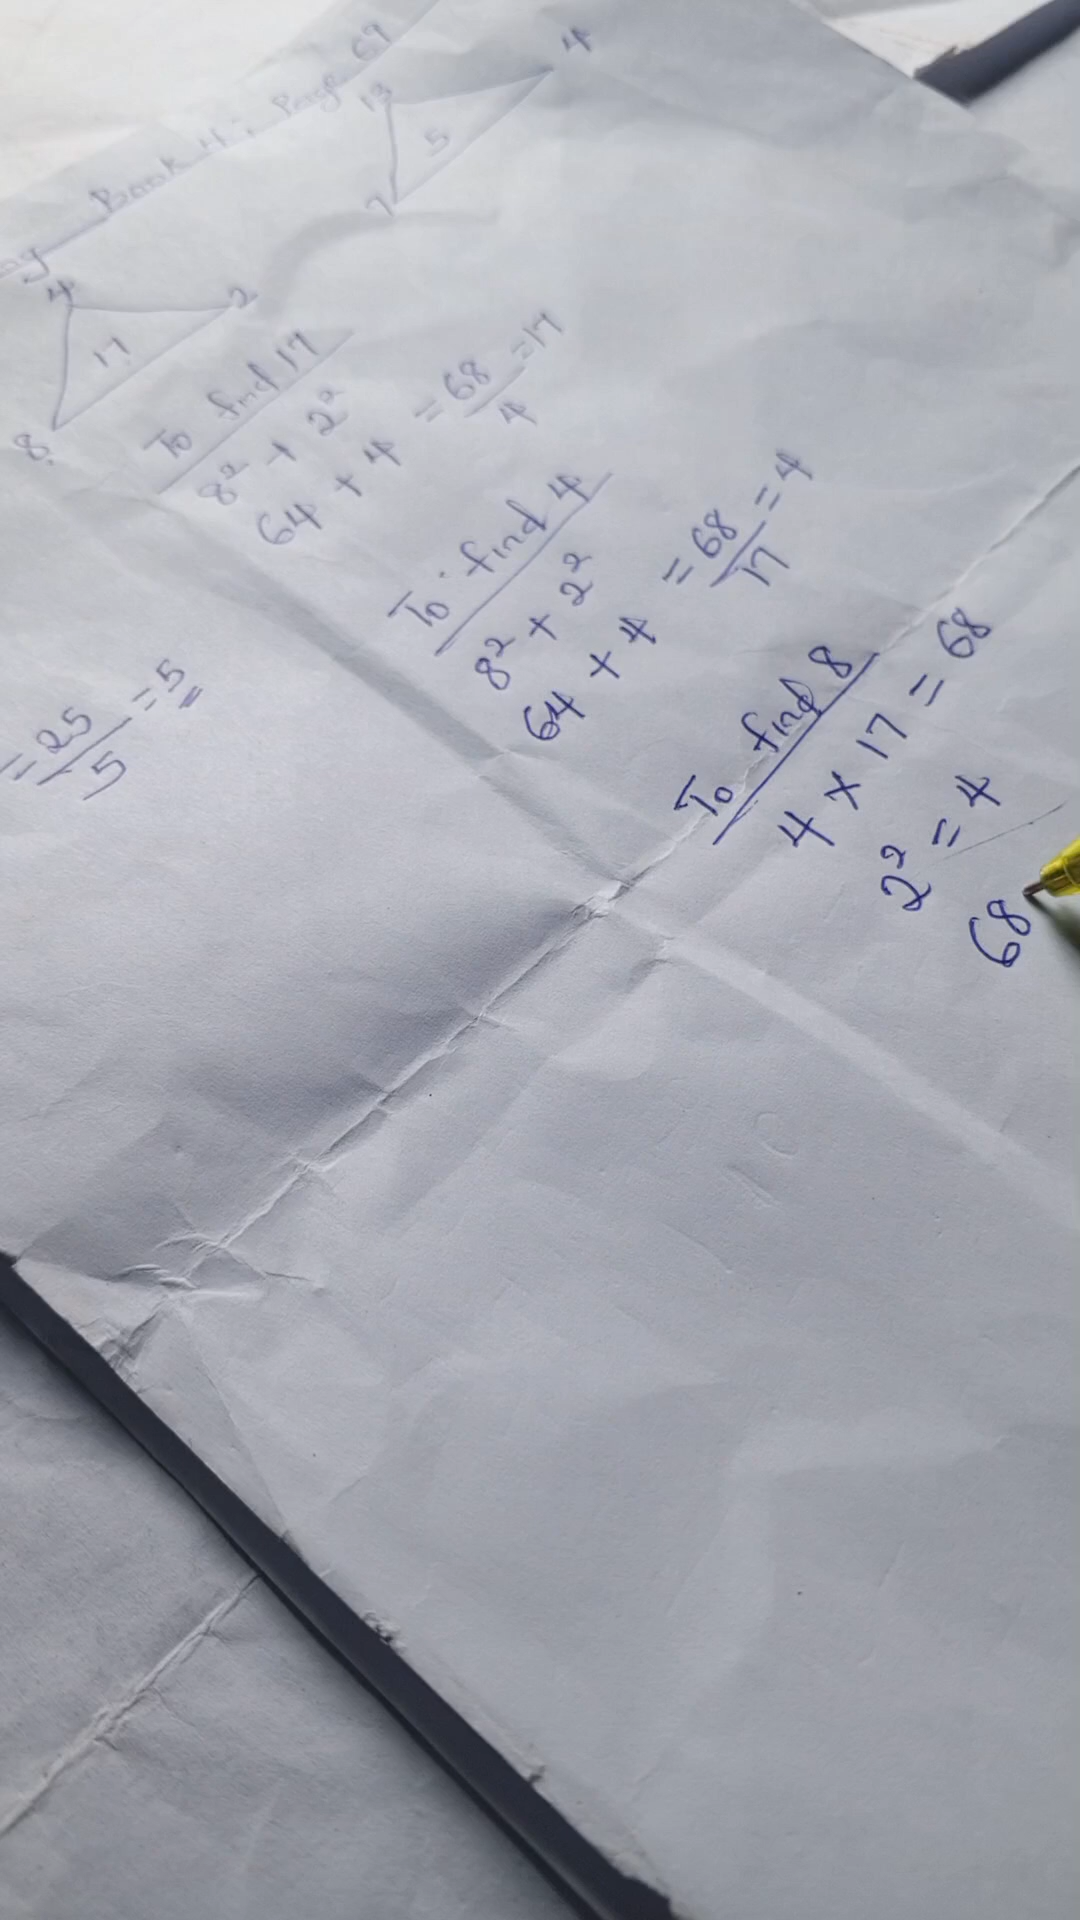 Book 4; Page 69
4 2
17
8.
13 4
5
7
To find 17
8² + 2²
64 + 4 = 68/4 = 17
To find 4
8² + 2²
64 + 4 = 68/17 = 4
= 25/5 = 5
To find 8
4 × 17 = 68
2² = 4
68